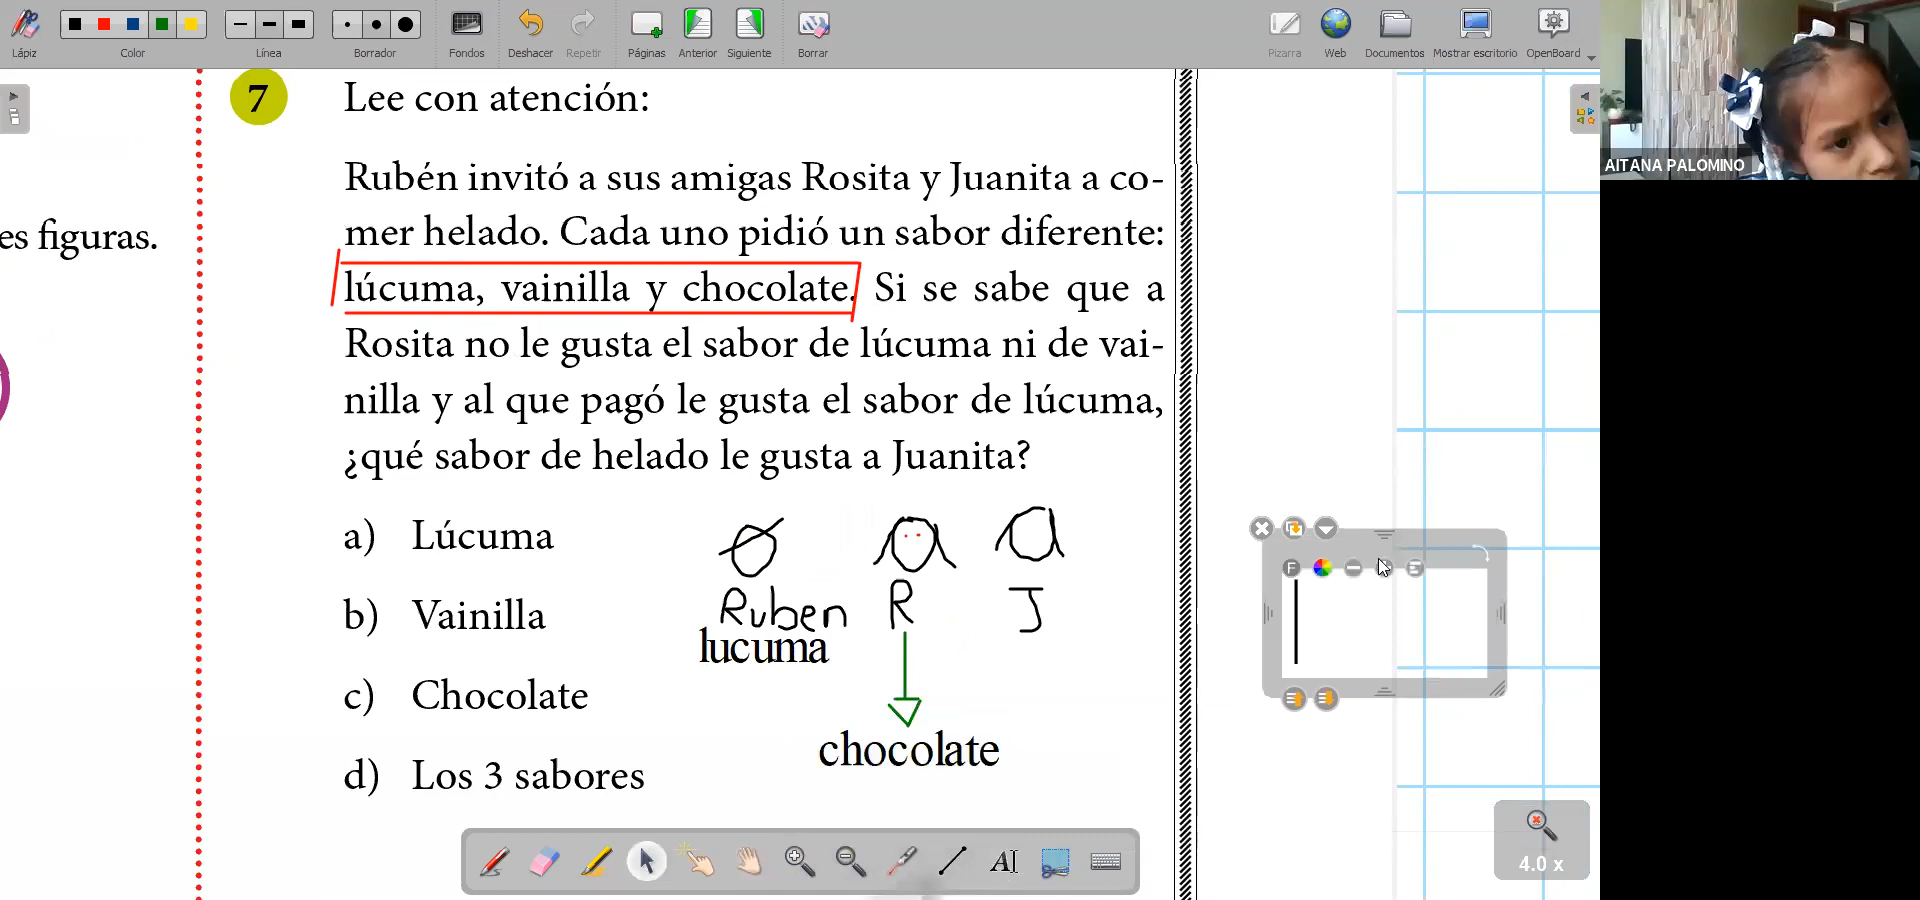 Lápiz
Color
Línea
Borrador
Fondos
Deshacer
Repetir
Páginas
Anterior
Siguiente
Borrar
Pizarra
Web
Documentos
Mostrar escritorio
OpenBoard
AITANA PALOMINO
es figuras.
7
Lee con atención:
Rubén invitó a sus amigas Rosita y Juanita a co-
mer helado. Cada uno pidió un sabor diferente:
lúcuma, vainilla y chocolate. Si se sabe que a
Rosita no le gusta el sabor de lúcuma ni de vai-
nilla y al que pagó le gusta el sabor de lúcuma,
¿qué sabor de helado le gusta a Juanita?
a) Lúcuma
b) Vainilla
c) Chocolate
d) Los 3 sabores
Ruben R J
lucuma
chocolate
F
AI
4.0 x